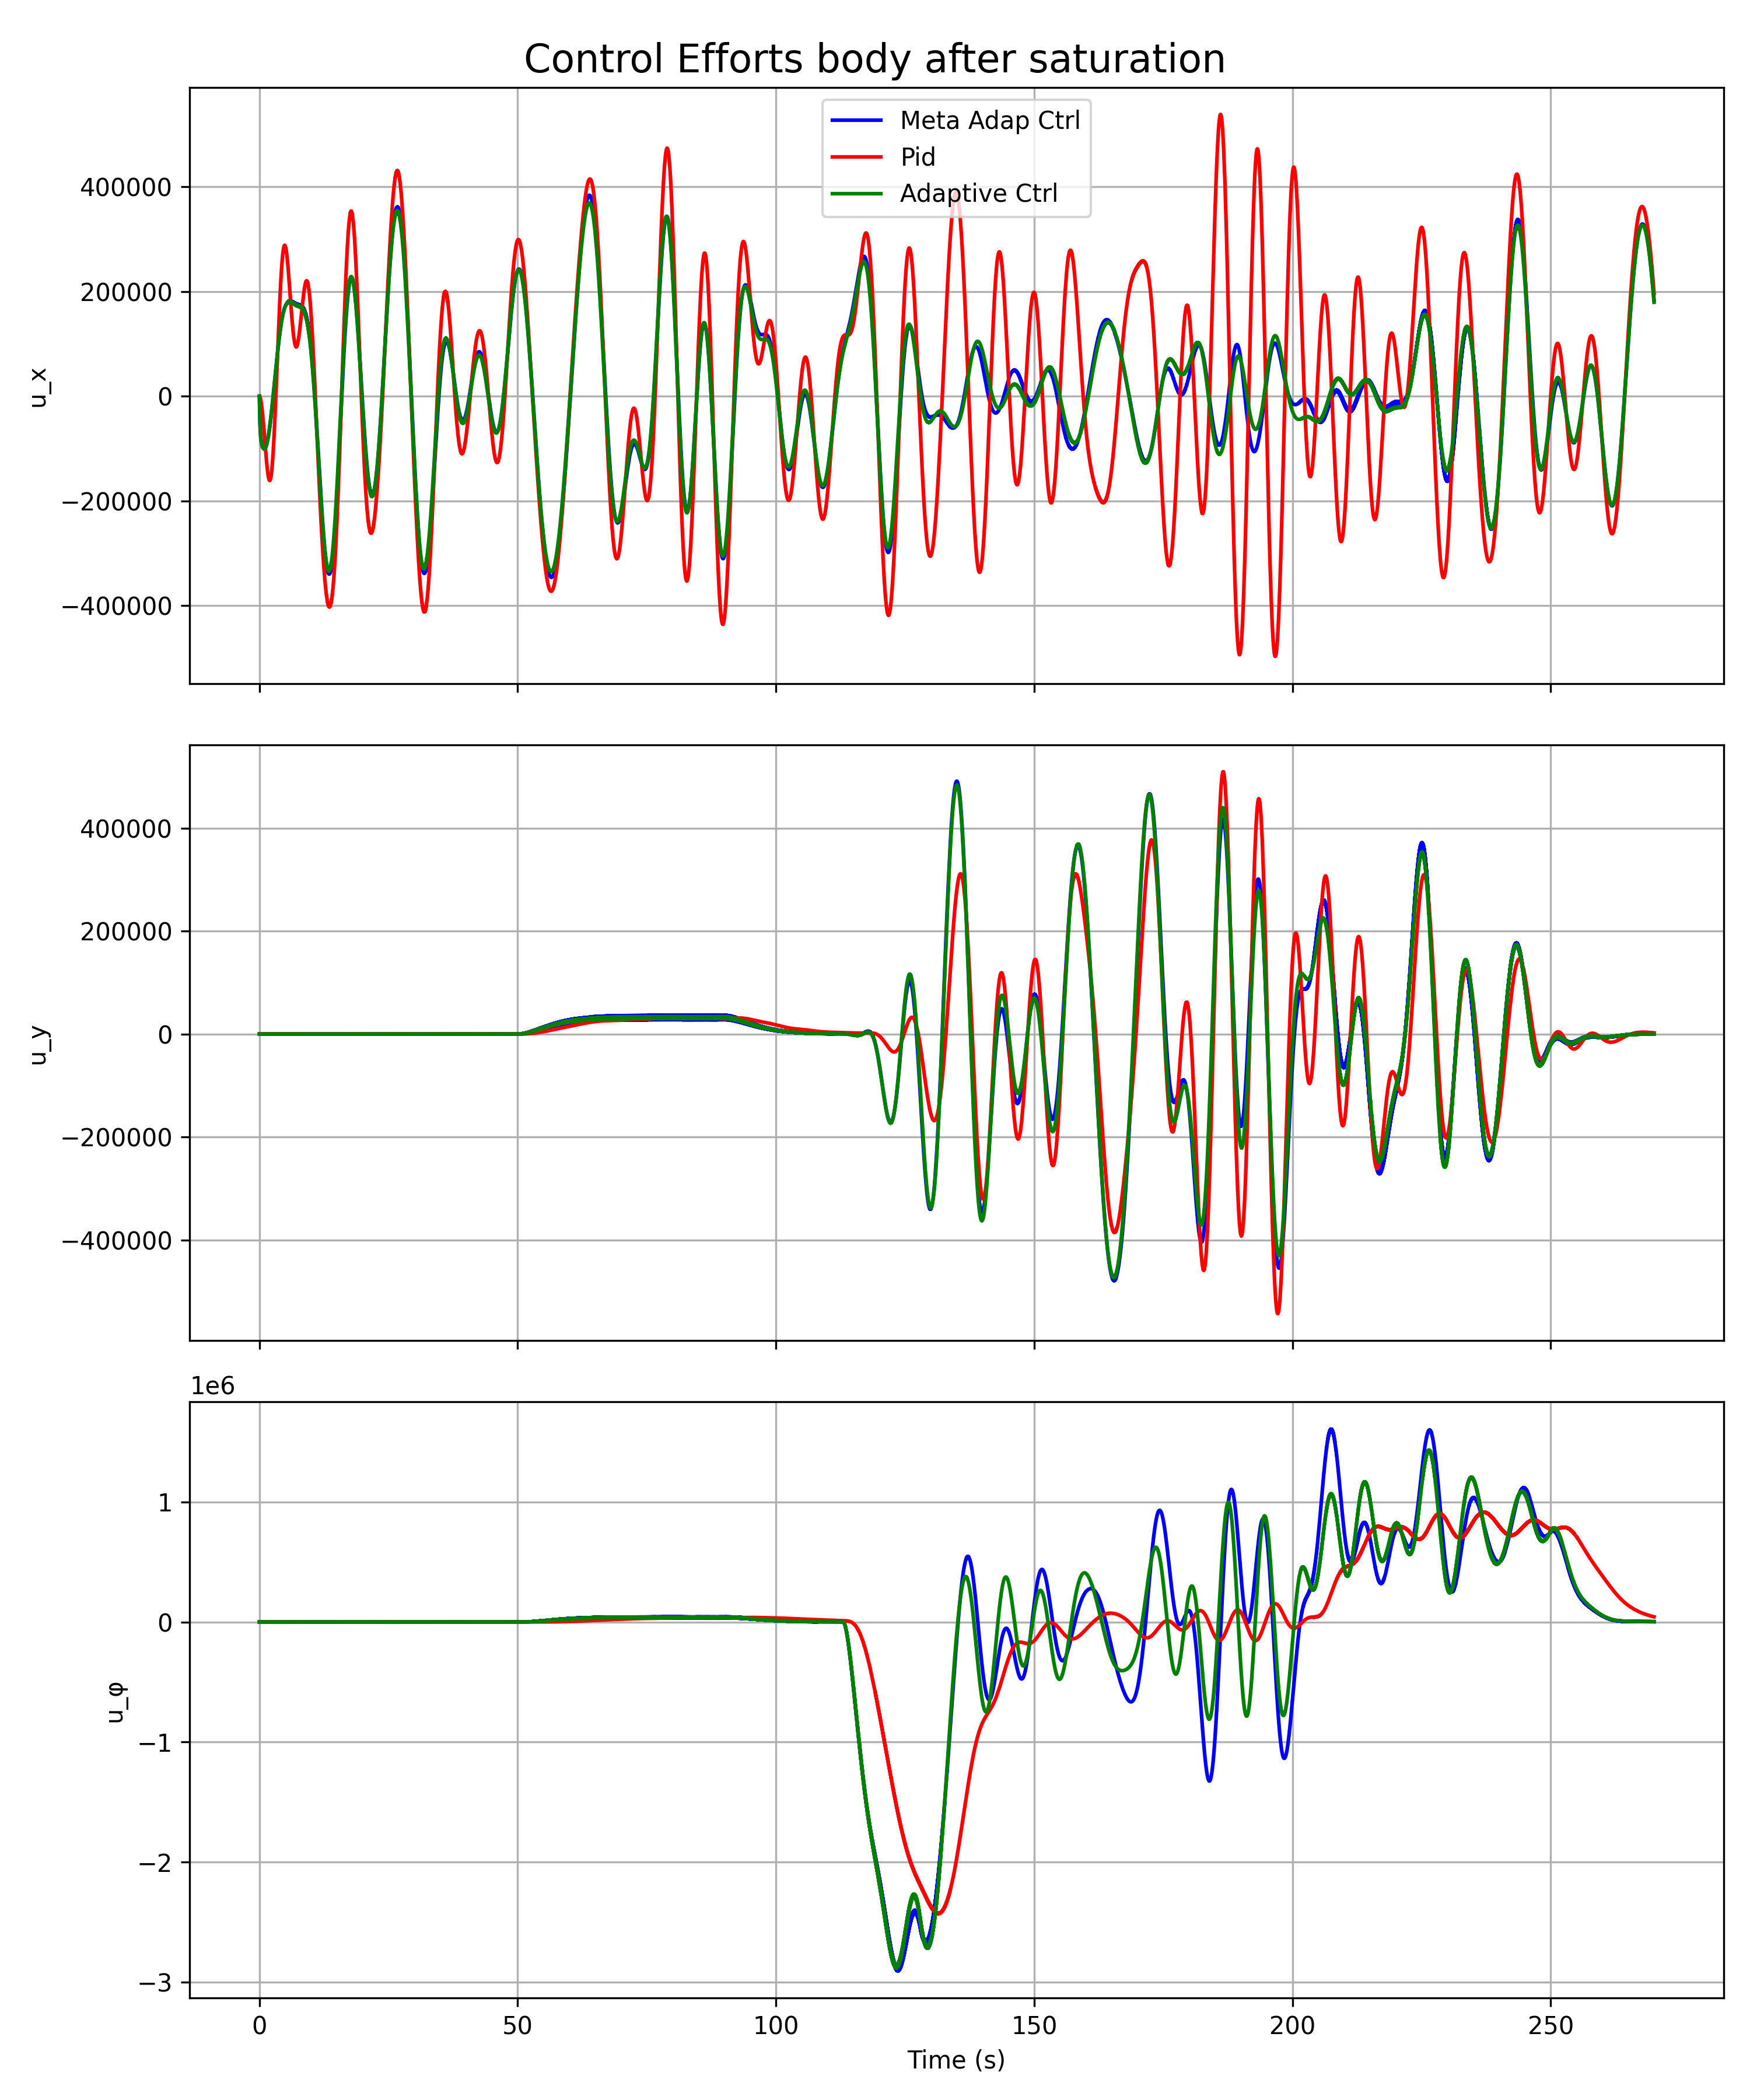 Control Efforts body after saturation
Meta Adap Ctrl
Pid
Adaptive Ctrl
400000
200000
0
−200000
−400000
u_x
400000
200000
0
−200000
−400000
u_y
1e6
1
0
−1
−2
−3
u_φ
0 50 100 150 200 250
Time (s)